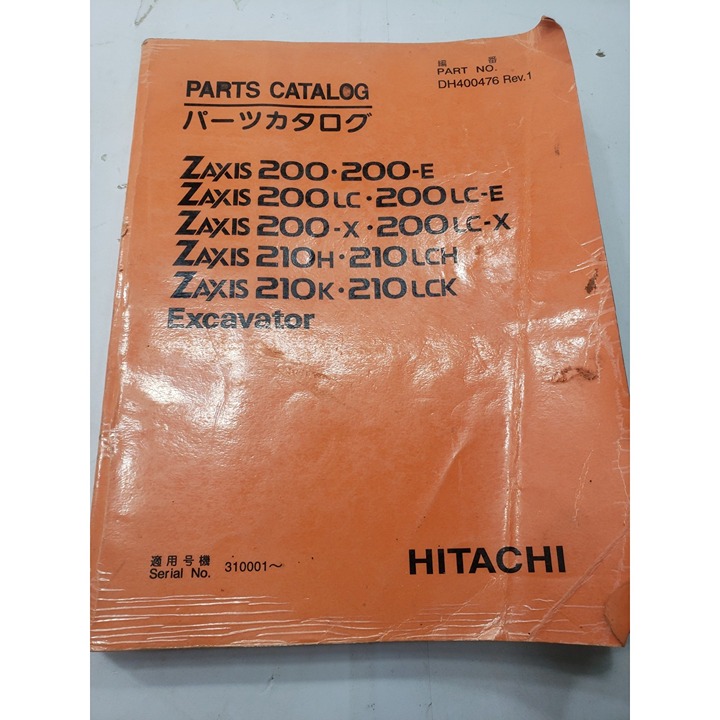 PARTS CATALOG
パーツカタログ
編 番
PART NO.
DH400476 Rev.1
ZAXIS 200・200-E
ZAXIS 200LC・200LC-E
ZAXIS 200-X・200LC-X
ZAXIS 210H・210LCH
ZAXIS 210K・210LCK
Excavator
適用号機
Serial No. 310001～
HITACHI